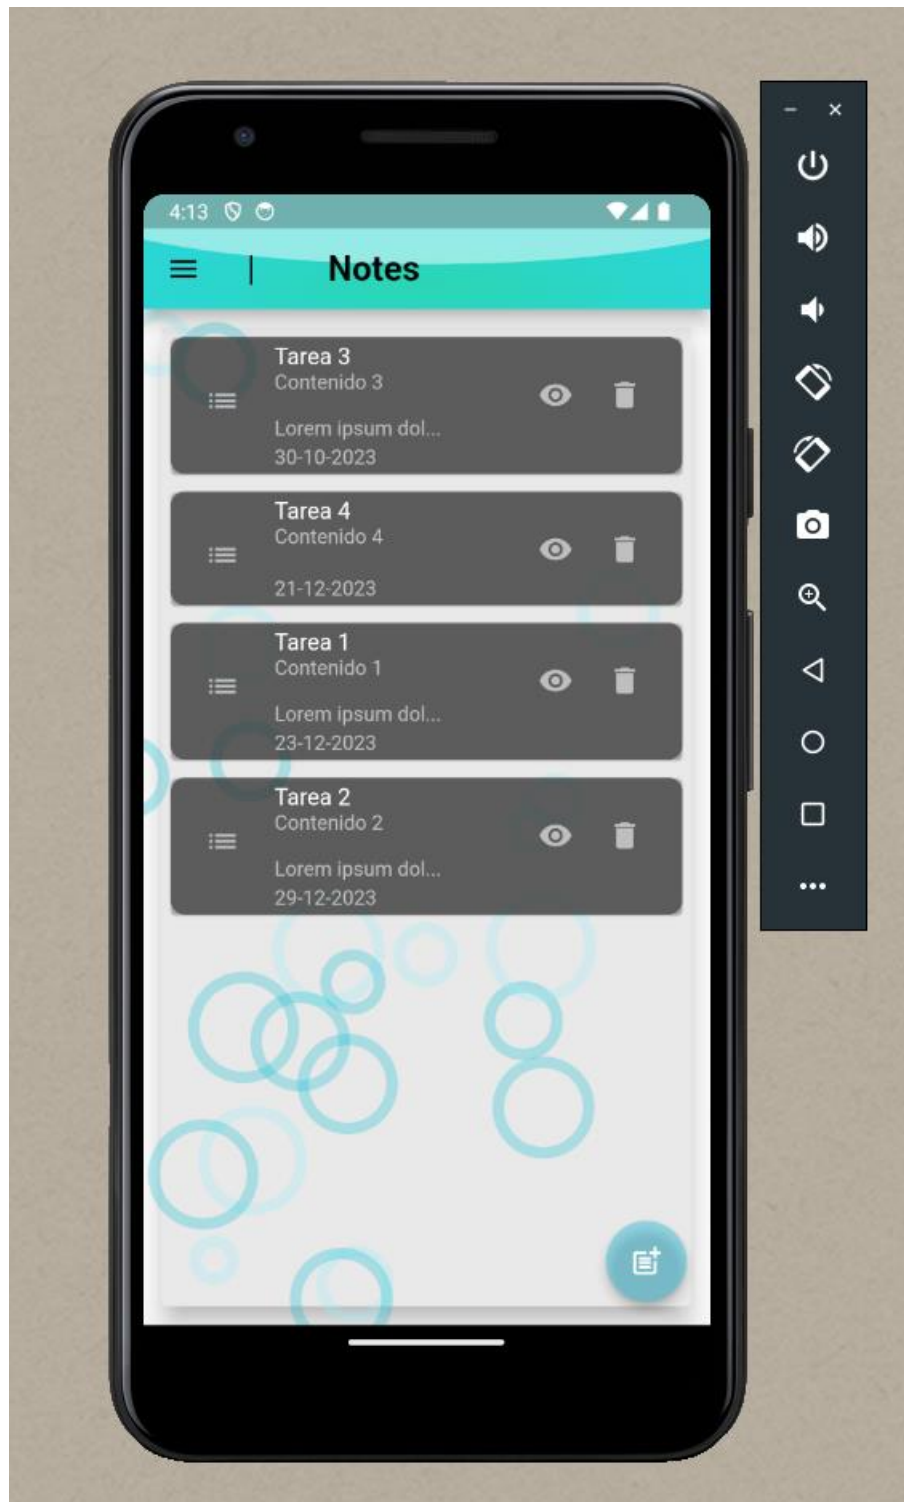 4:13
| Notes
Tarea 3
Contenido 3
Lorem ipsum dol...
30-10-2023
Tarea 4
Contenido 4
21-12-2023
Tarea 1
Contenido 1
Lorem ipsum dol...
23-12-2023
Tarea 2
Contenido 2
Lorem ipsum dol...
29-12-2023